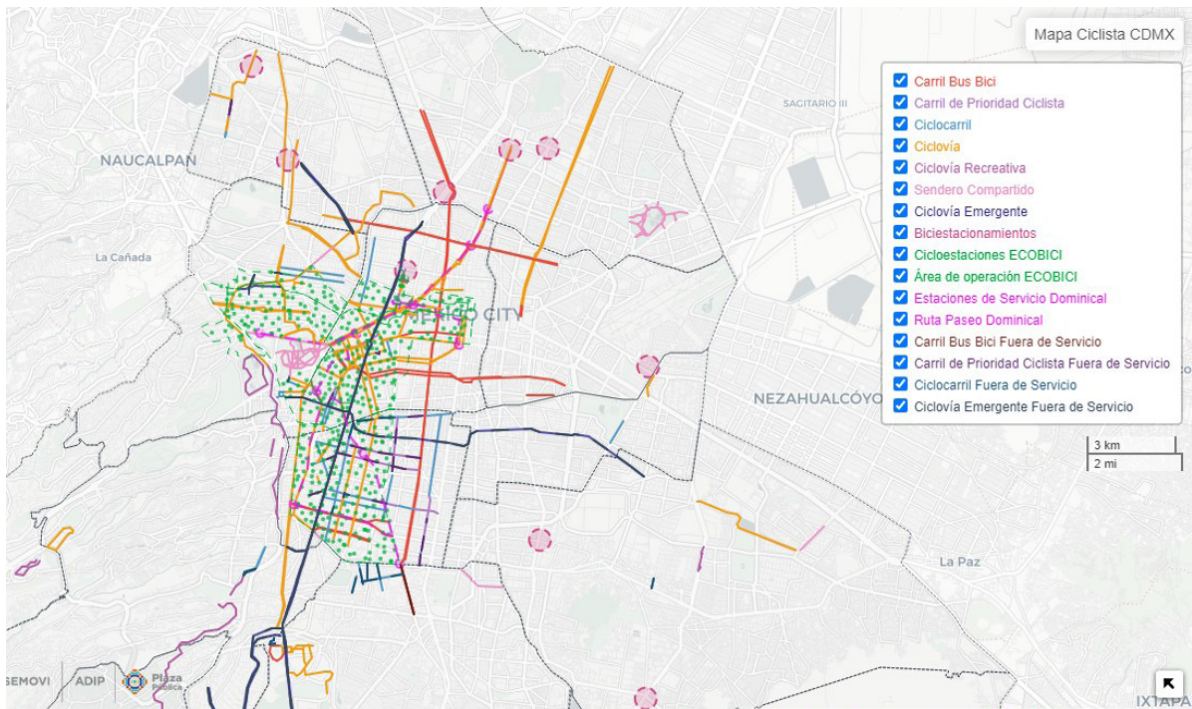 Mapa Ciclista CDMX
Carril Bus Bici
Carril de Prioridad Ciclista
Ciclocarril
Ciclovía
Ciclovía Recreativa
Sendero Compartido
Ciclovía Emergente
Biciestacionamientos
Cicloestaciones ECOBICI
Área de operación ECOBICI
Estaciones de Servicio Dominical
Ruta Paseo Dominical
Carril Bus Bici Fuera de Servicio
Carril de Prioridad Ciclista Fuera de Servicio
Ciclocarril Fuera de Servicio
Ciclovía Emergente Fuera de Servicio
SAGITARIO III
NAUCALPAN
La Cañada
MEXICO CITY
NEZAHUALCÓYO
3 km
2 mi
La Paz
SEMOVI
ADIP
Plaza
Pública
IXTAPA